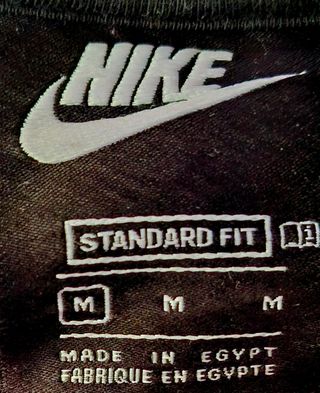 NIKE
STANDARD FIT
M M M
MADE IN EGYPT
FABRIQUE EN EGYPTE